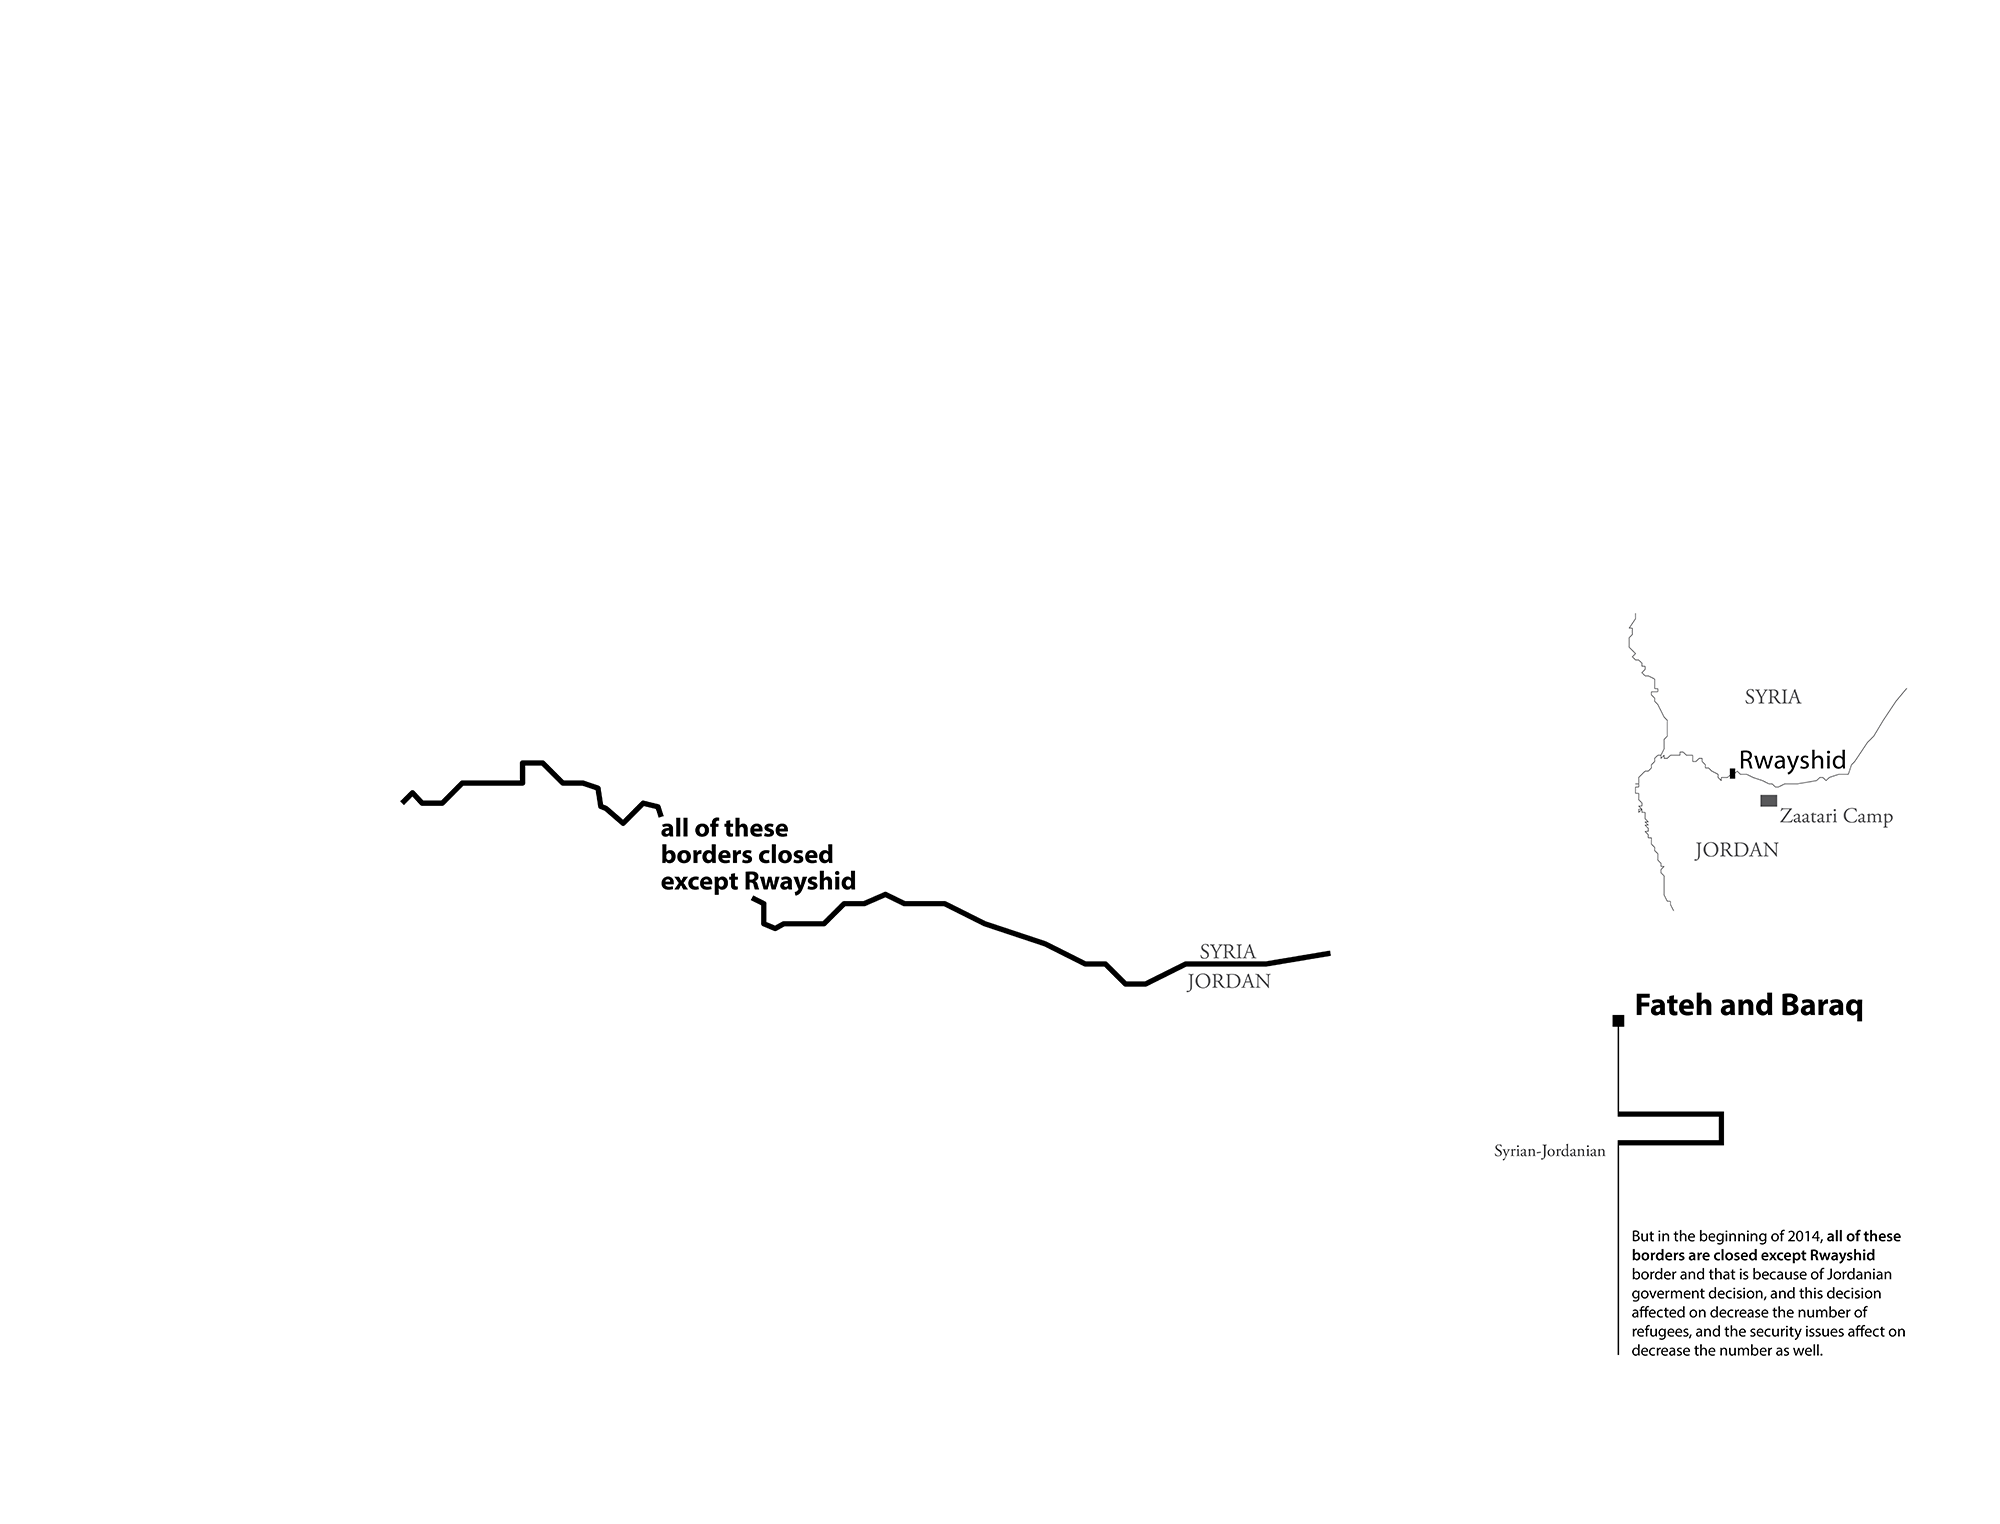 all of these
borders closed
except Rwayshid
SYRIA
JORDAN
SYRIA
Rwayshid
Zaatari Camp
JORDAN
Fateh and Baraq
Syrian-Jordanian
But in the beginning of 2014, all of these
borders are closed except Rwayshid
border and that is because of Jordanian
goverment decision, and this decision
affected on decrease the number of
refugees, and the security issues affect on
decrease the number as well.